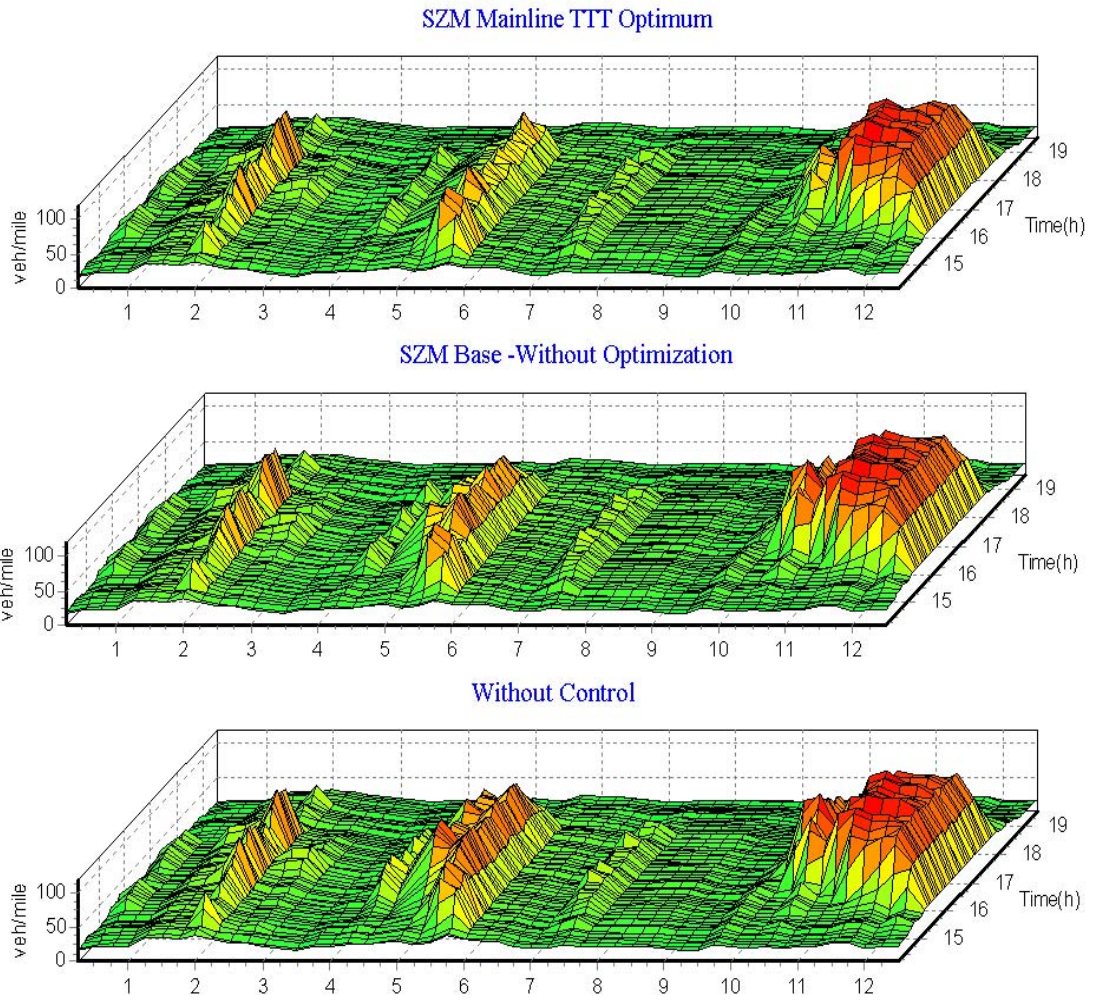 SZM Mainline TTT Optimum
veh/mile
100
50
0
1 2 3 4 5 6 7 8 9 10 11 12
15 16 17 18 19
Time(h)
SZM Base -Without Optimization
veh/mile
100
50
0
1 2 3 4 5 6 7 8 9 10 11 12
15 16 17 18 19
Time(h)
Without Control
veh/mile
100
50
0
1 2 3 4 5 6 7 8 9 10 11 12
15 16 17 18 19
Time(h)